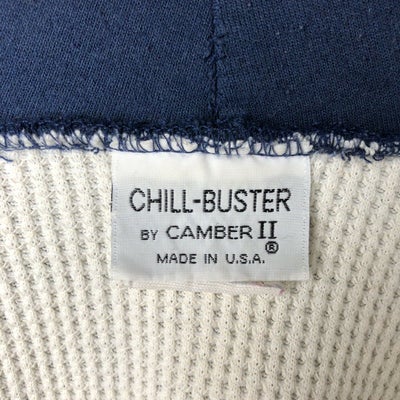 CHILL-BUSTER
BY CAMBER II ®
MADE IN U.S.A.